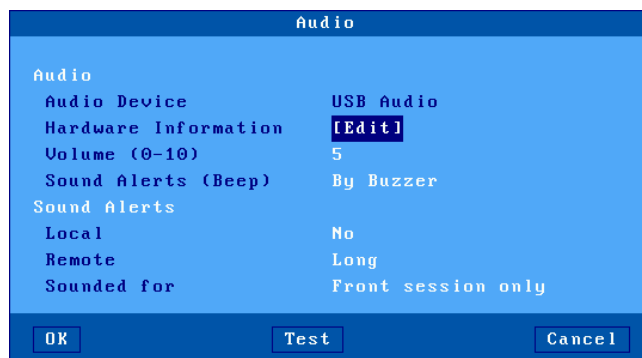 Audio
Audio
Audio Device USB Audio
Hardware Information [Edit]
Volume (0-10) 5
Sound Alerts (Beep) By Buzzer
Sound Alerts
Local No
Remote Long
Sounded for Front session only
OK Test Cancel